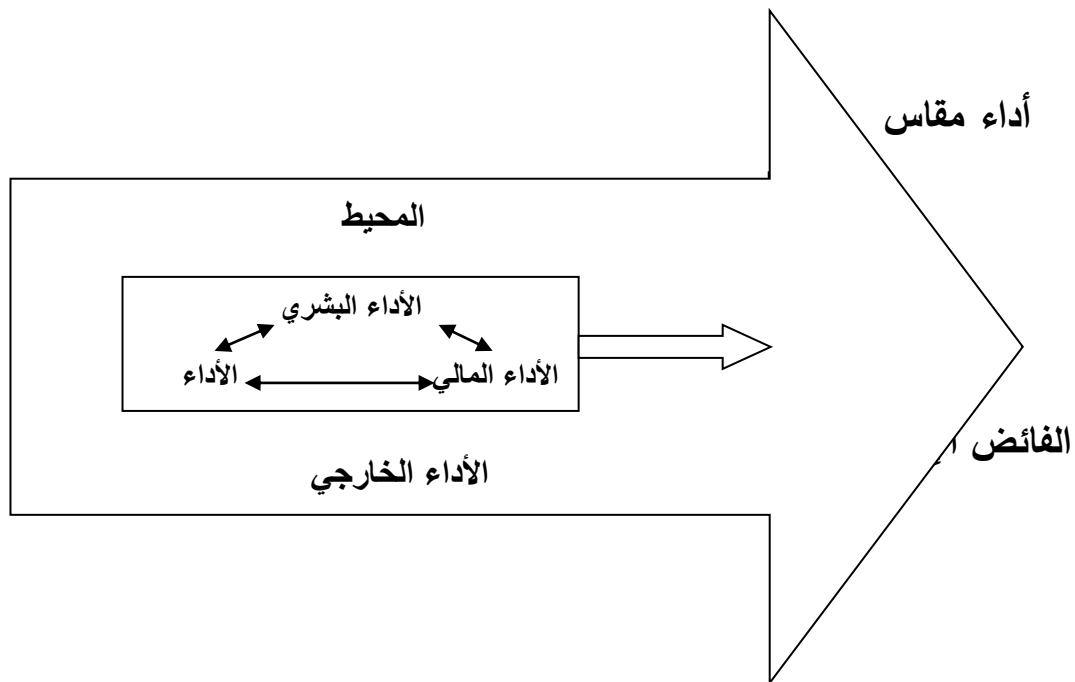 أداء مقاس
المحيط
الأداء البشري
الأداء المالي
الأداء
الفائض
الأداء الخارجي